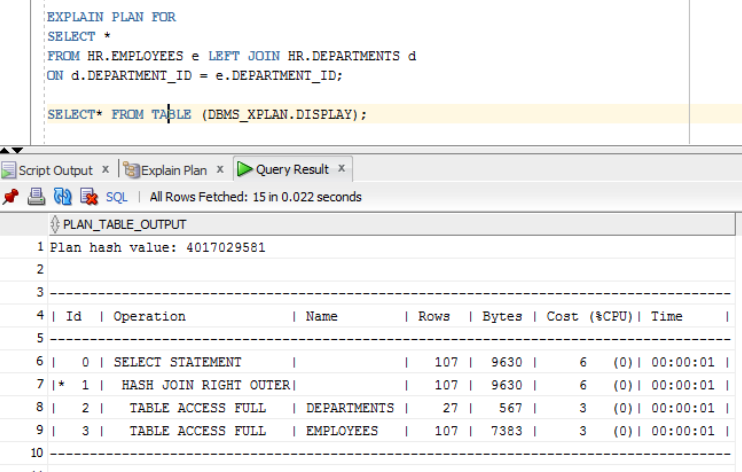 EXPLAIN PLAN FOR
SELECT *
FROM HR.EMPLOYEES e LEFT JOIN HR.DEPARTMENTS d
ON d.DEPARTMENT_ID = e.DEPARTMENT_ID;
SELECT* FROM TABLE (DBMS_XPLAN.DISPLAY);
Script Output x | Explain Plan x Query Result x
SQL | All Rows Fetched: 15 in 0.022 seconds
PLAN_TABLE_OUTPUT
1 Plan hash value: 4017029581
2
3 --------------------------------------------------------------------------------
4 | Id | Operation | Name | Rows | Bytes | Cost (%CPU)| Time |
5 --------------------------------------------------------------------------------
6 | 0 | SELECT STATEMENT | | 107 | 9630 | 6 (0)| 00:00:01 |
7 |* 1 | HASH JOIN RIGHT OUTER| | 107 | 9630 | 6 (0)| 00:00:01 |
8 | 2 | TABLE ACCESS FULL | DEPARTMENTS | 27 | 567 | 3 (0)| 00:00:01 |
9 | 3 | TABLE ACCESS FULL | EMPLOYEES | 107 | 7383 | 3 (0)| 00:00:01 |
10 --------------------------------------------------------------------------------